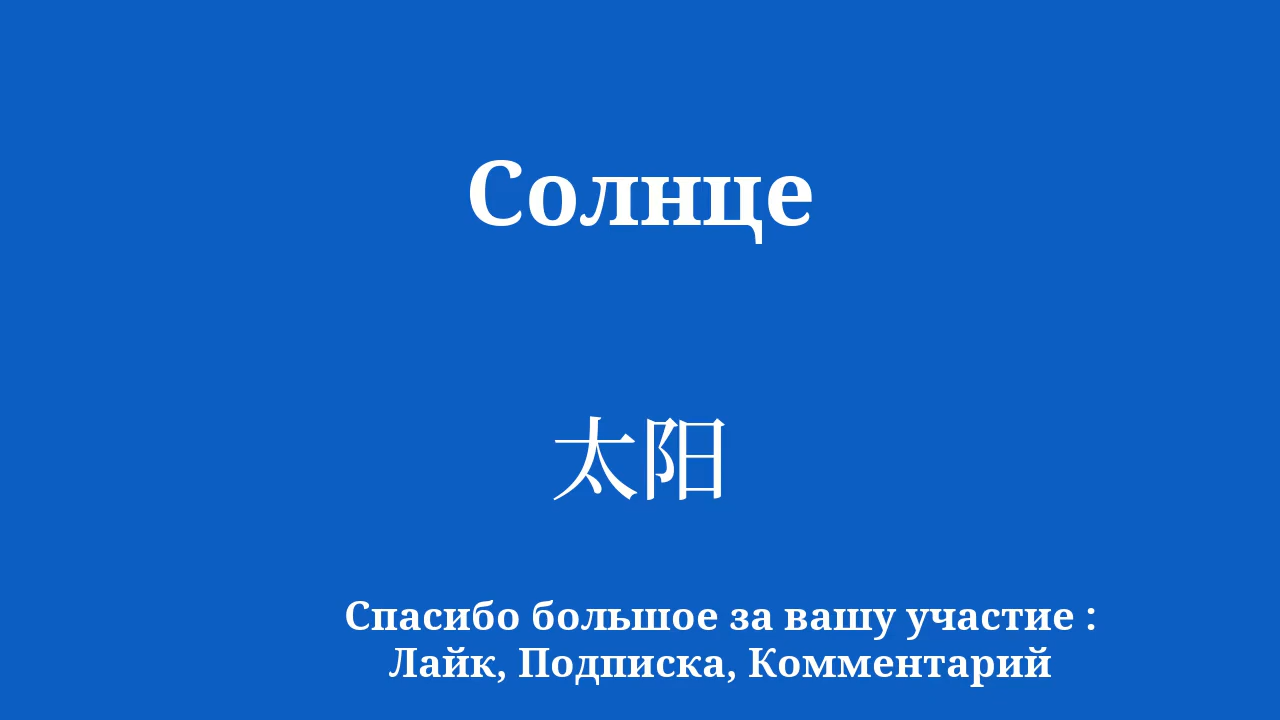 Солнце
太阳
Спасибо большое за вашу участие :
Лайк, Подписка, Комментарий